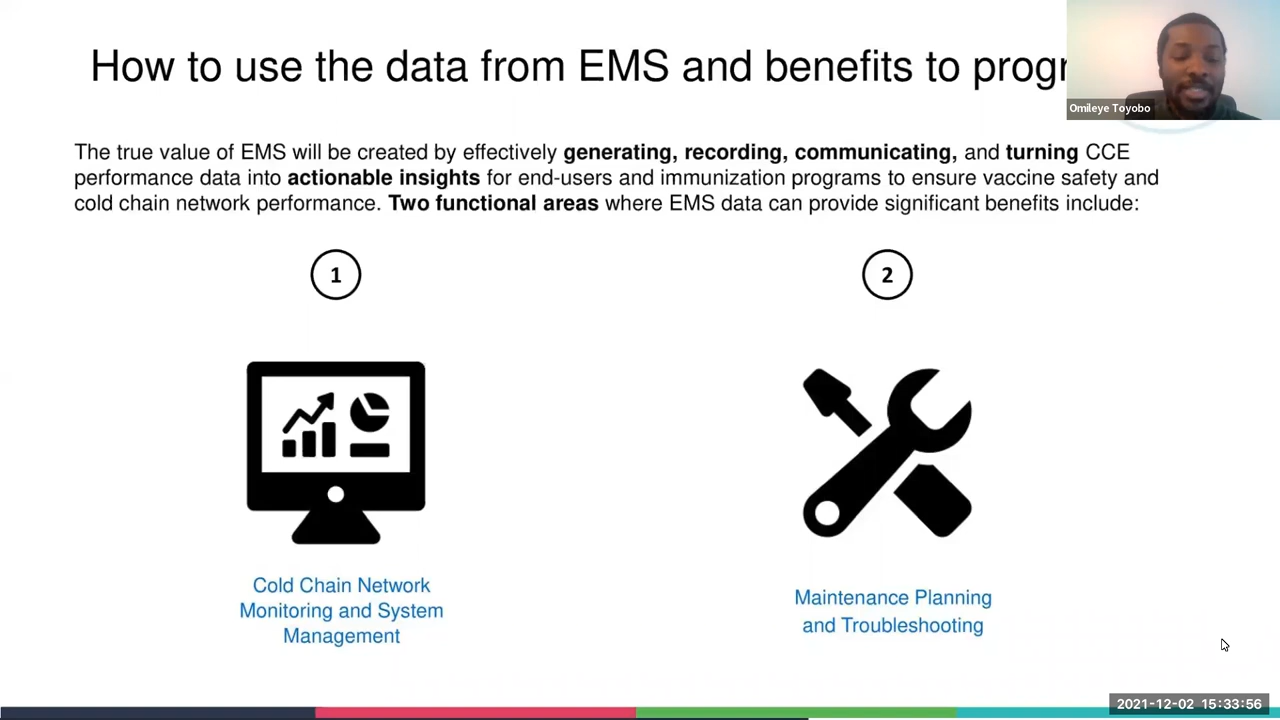 How to use the data from EMS and benefits to progr
Omileye Toyobo
The true value of EMS will be created by effectively generating, recording, communicating, and turning CCE
performance data into actionable insights for end-users and immunization programs to ensure vaccine safety and
cold chain network performance. Two functional areas where EMS data can provide significant benefits include:
1
2
Cold Chain Network
Monitoring and System
Management
Maintenance Planning
and Troubleshooting
2021-12-02 15:33:56